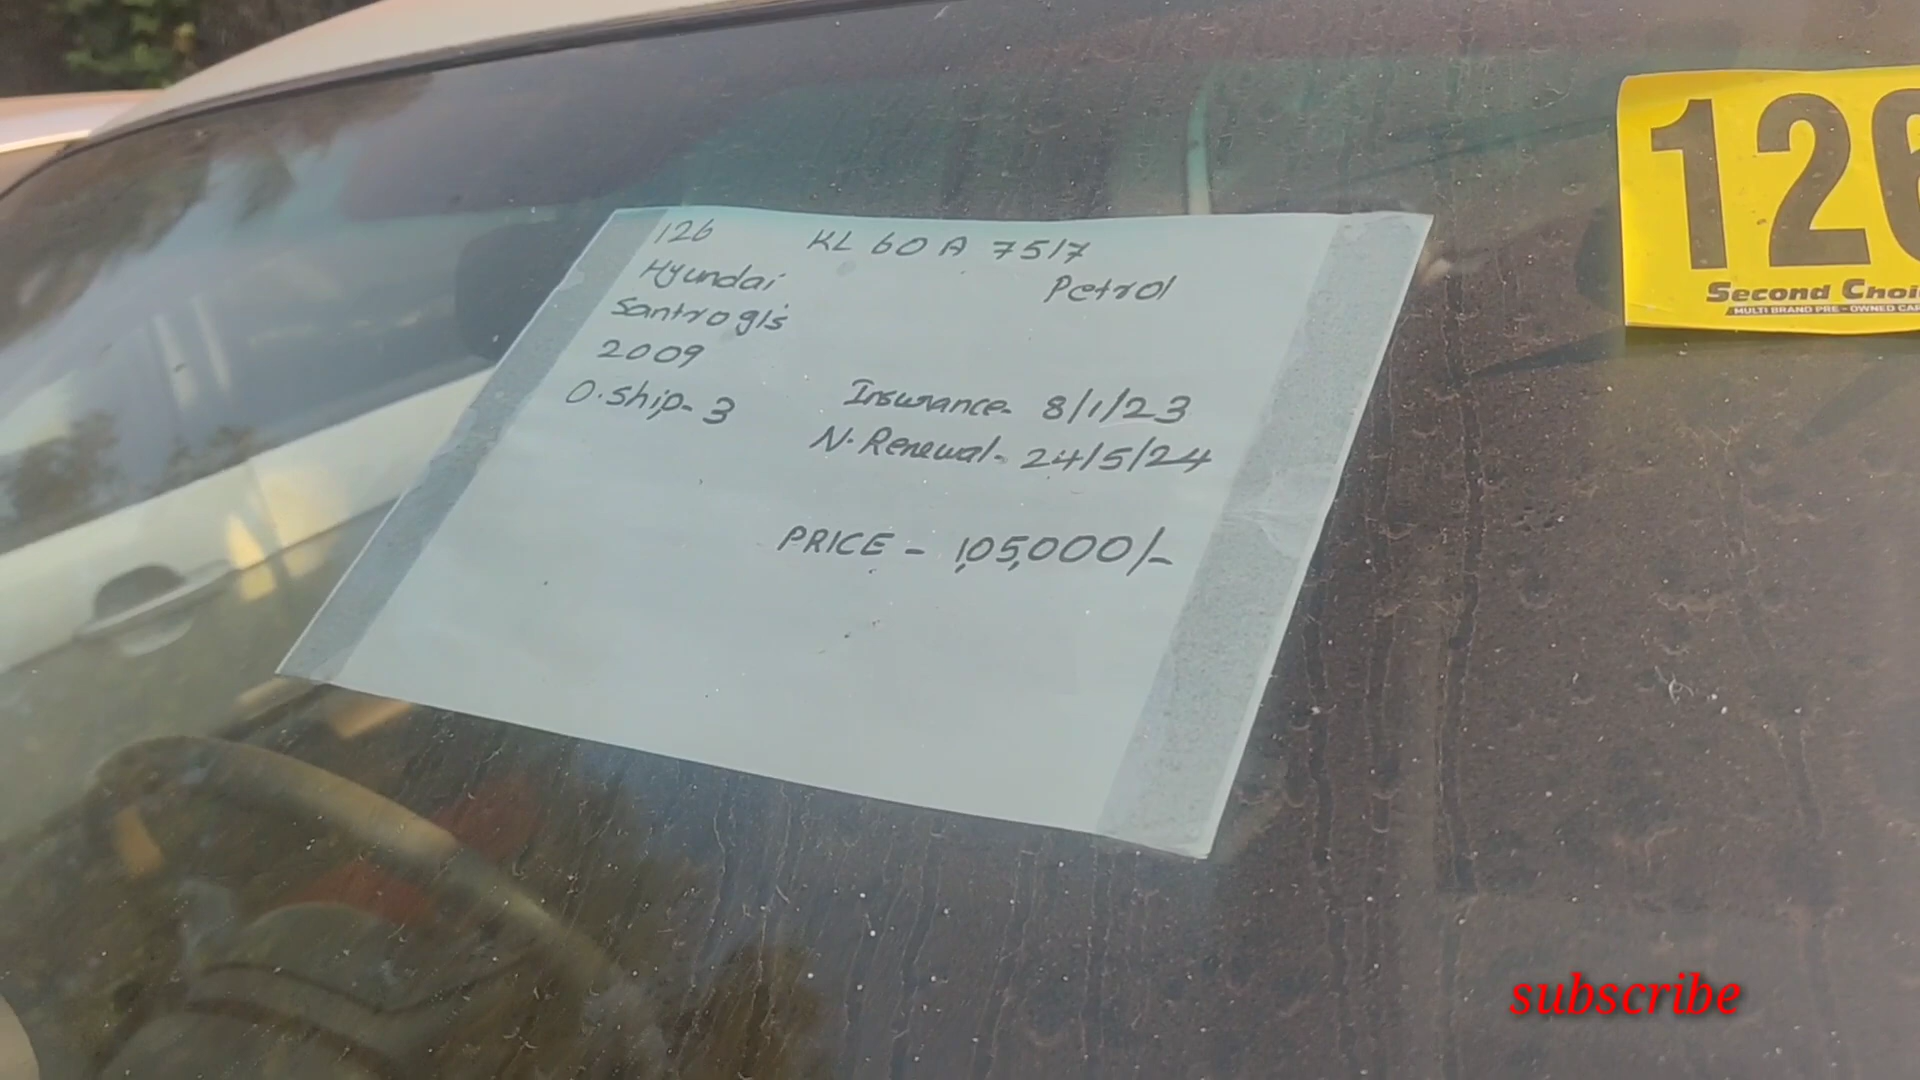 126 KL 60 A 7517
Hyundai Petrol
Santro gls
2009
O.Ship- 3 Insurance- 8/1/23
N. Renewal- 24/5/24
PRICE - 1,05,000/-
126
Second Choi
MULTI BRAND PRE - OWNED CAR
subscribe